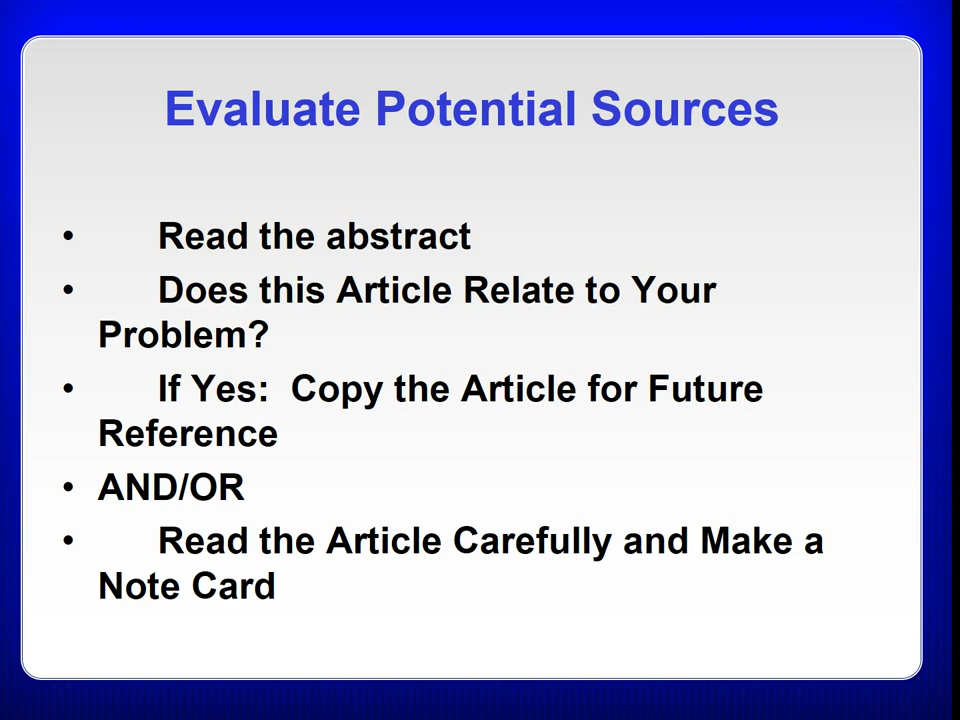 Evaluate Potential Sources
• Read the abstract
• Does this Article Relate to Your
Problem?
• If Yes:  Copy the Article for Future
Reference
• AND/OR
• Read the Article Carefully and Make a
Note Card